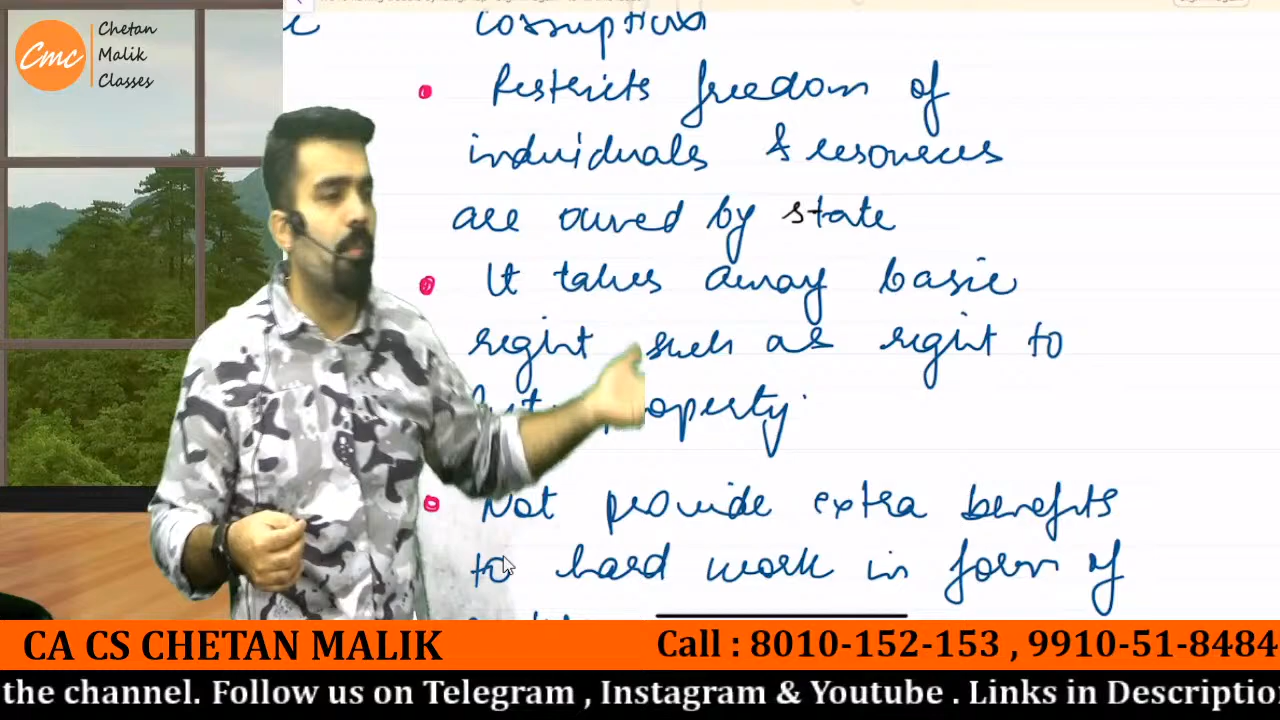 Cmc
Chetan
Malik
Classes
corruption
Restricts freedom of
individuals & resources
are owned by state
It takes away basic
right such as right to
property.
Not provide extra benefits
to hard work in form of
CA CS CHETAN MALIK
Call : 8010-152-153 , 9910-51-8484
the channel. Follow us on Telegram , Instagram & Youtube . Links in Descriptio